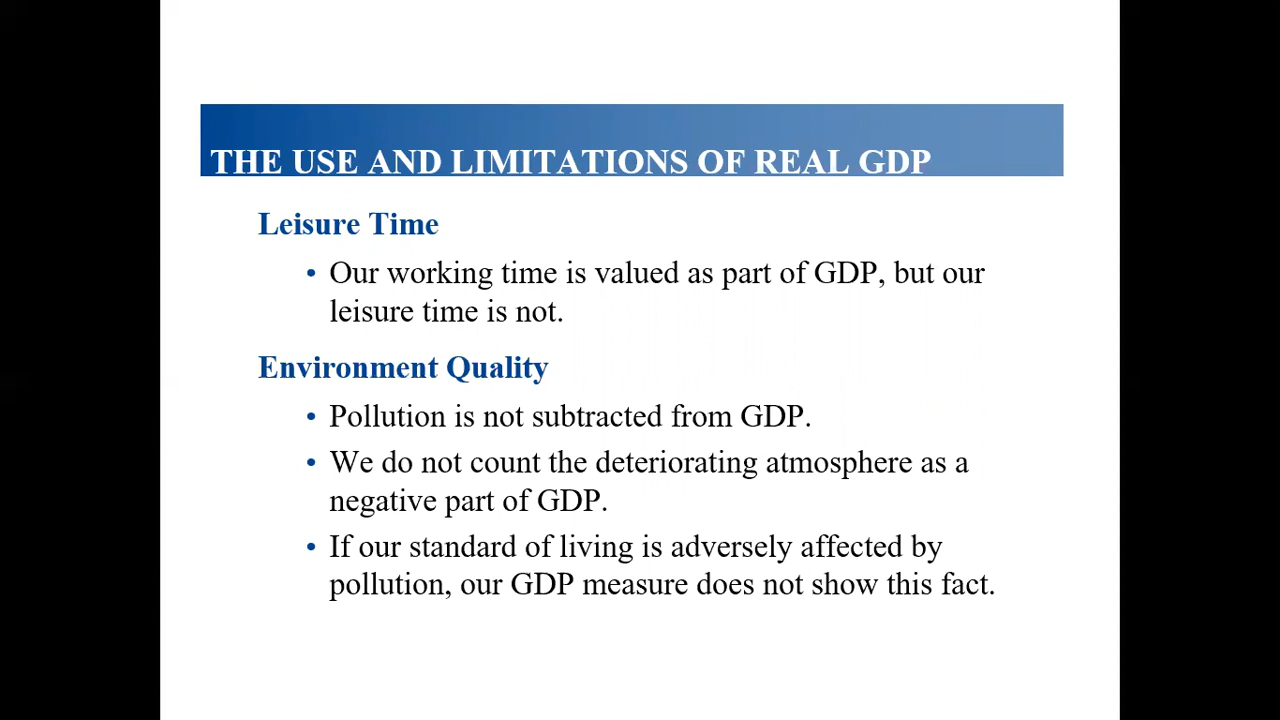 THE USE AND LIMITATIONS OF REAL GDP
Leisure Time
• Our working time is valued as part of GDP, but our
leisure time is not.
Environment Quality
• Pollution is not subtracted from GDP.
• We do not count the deteriorating atmosphere as a
negative part of GDP.
• If our standard of living is adversely affected by
pollution, our GDP measure does not show this fact.